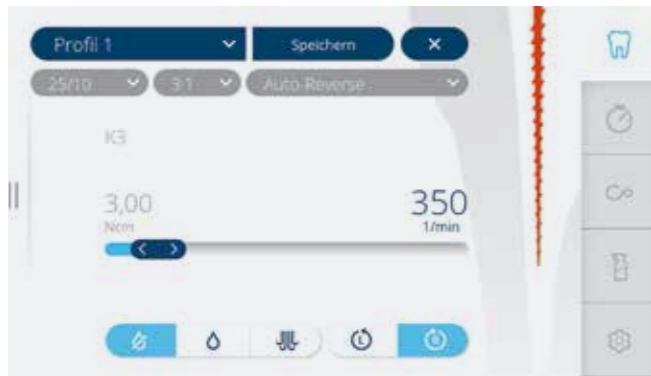 Profil 1 Speichern
25/10 3:1 Auto-Reverse
K3
3,00 350
Ncm 1/min
L R